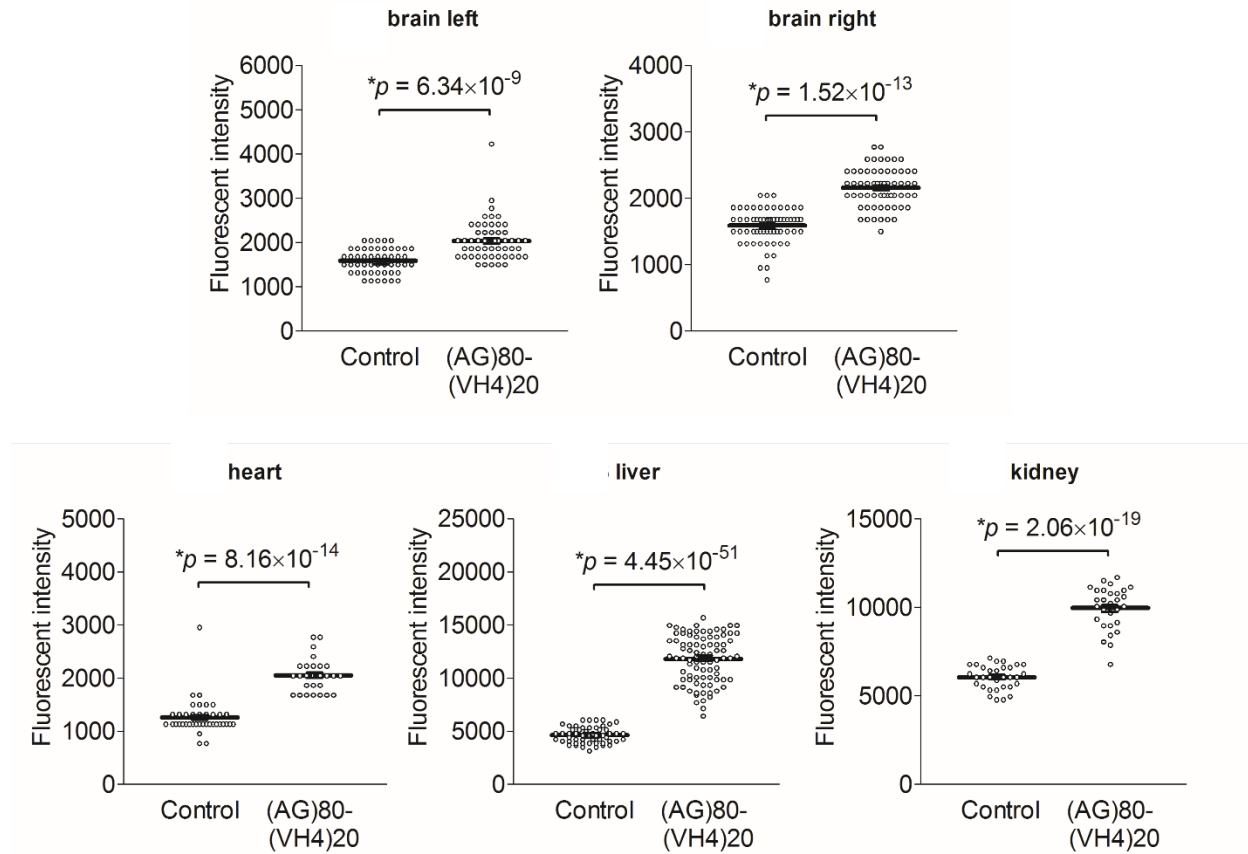 brain left
Fluorescent intensity
6000
5000
4000
3000
2000
1000
0
*p = 6.34×10⁻⁹
Control
(AG)80-
(VH4)20
brain right
Fluorescent intensity
4000
3000
2000
1000
0
*p = 1.52×10⁻¹³
Control
(AG)80-
(VH4)20
heart
Fluorescent intensity
5000
4000
3000
2000
1000
0
*p = 8.16×10⁻¹⁴
Control
(AG)80-
(VH4)20
liver
Fluorescent intensity
25000
20000
15000
10000
5000
0
*p = 4.45×10⁻⁵¹
Control
(AG)80-
(VH4)20
kidney
Fluorescent intensity
15000
10000
5000
0
*p = 2.06×10⁻¹⁹
Control
(AG)80-
(VH4)20